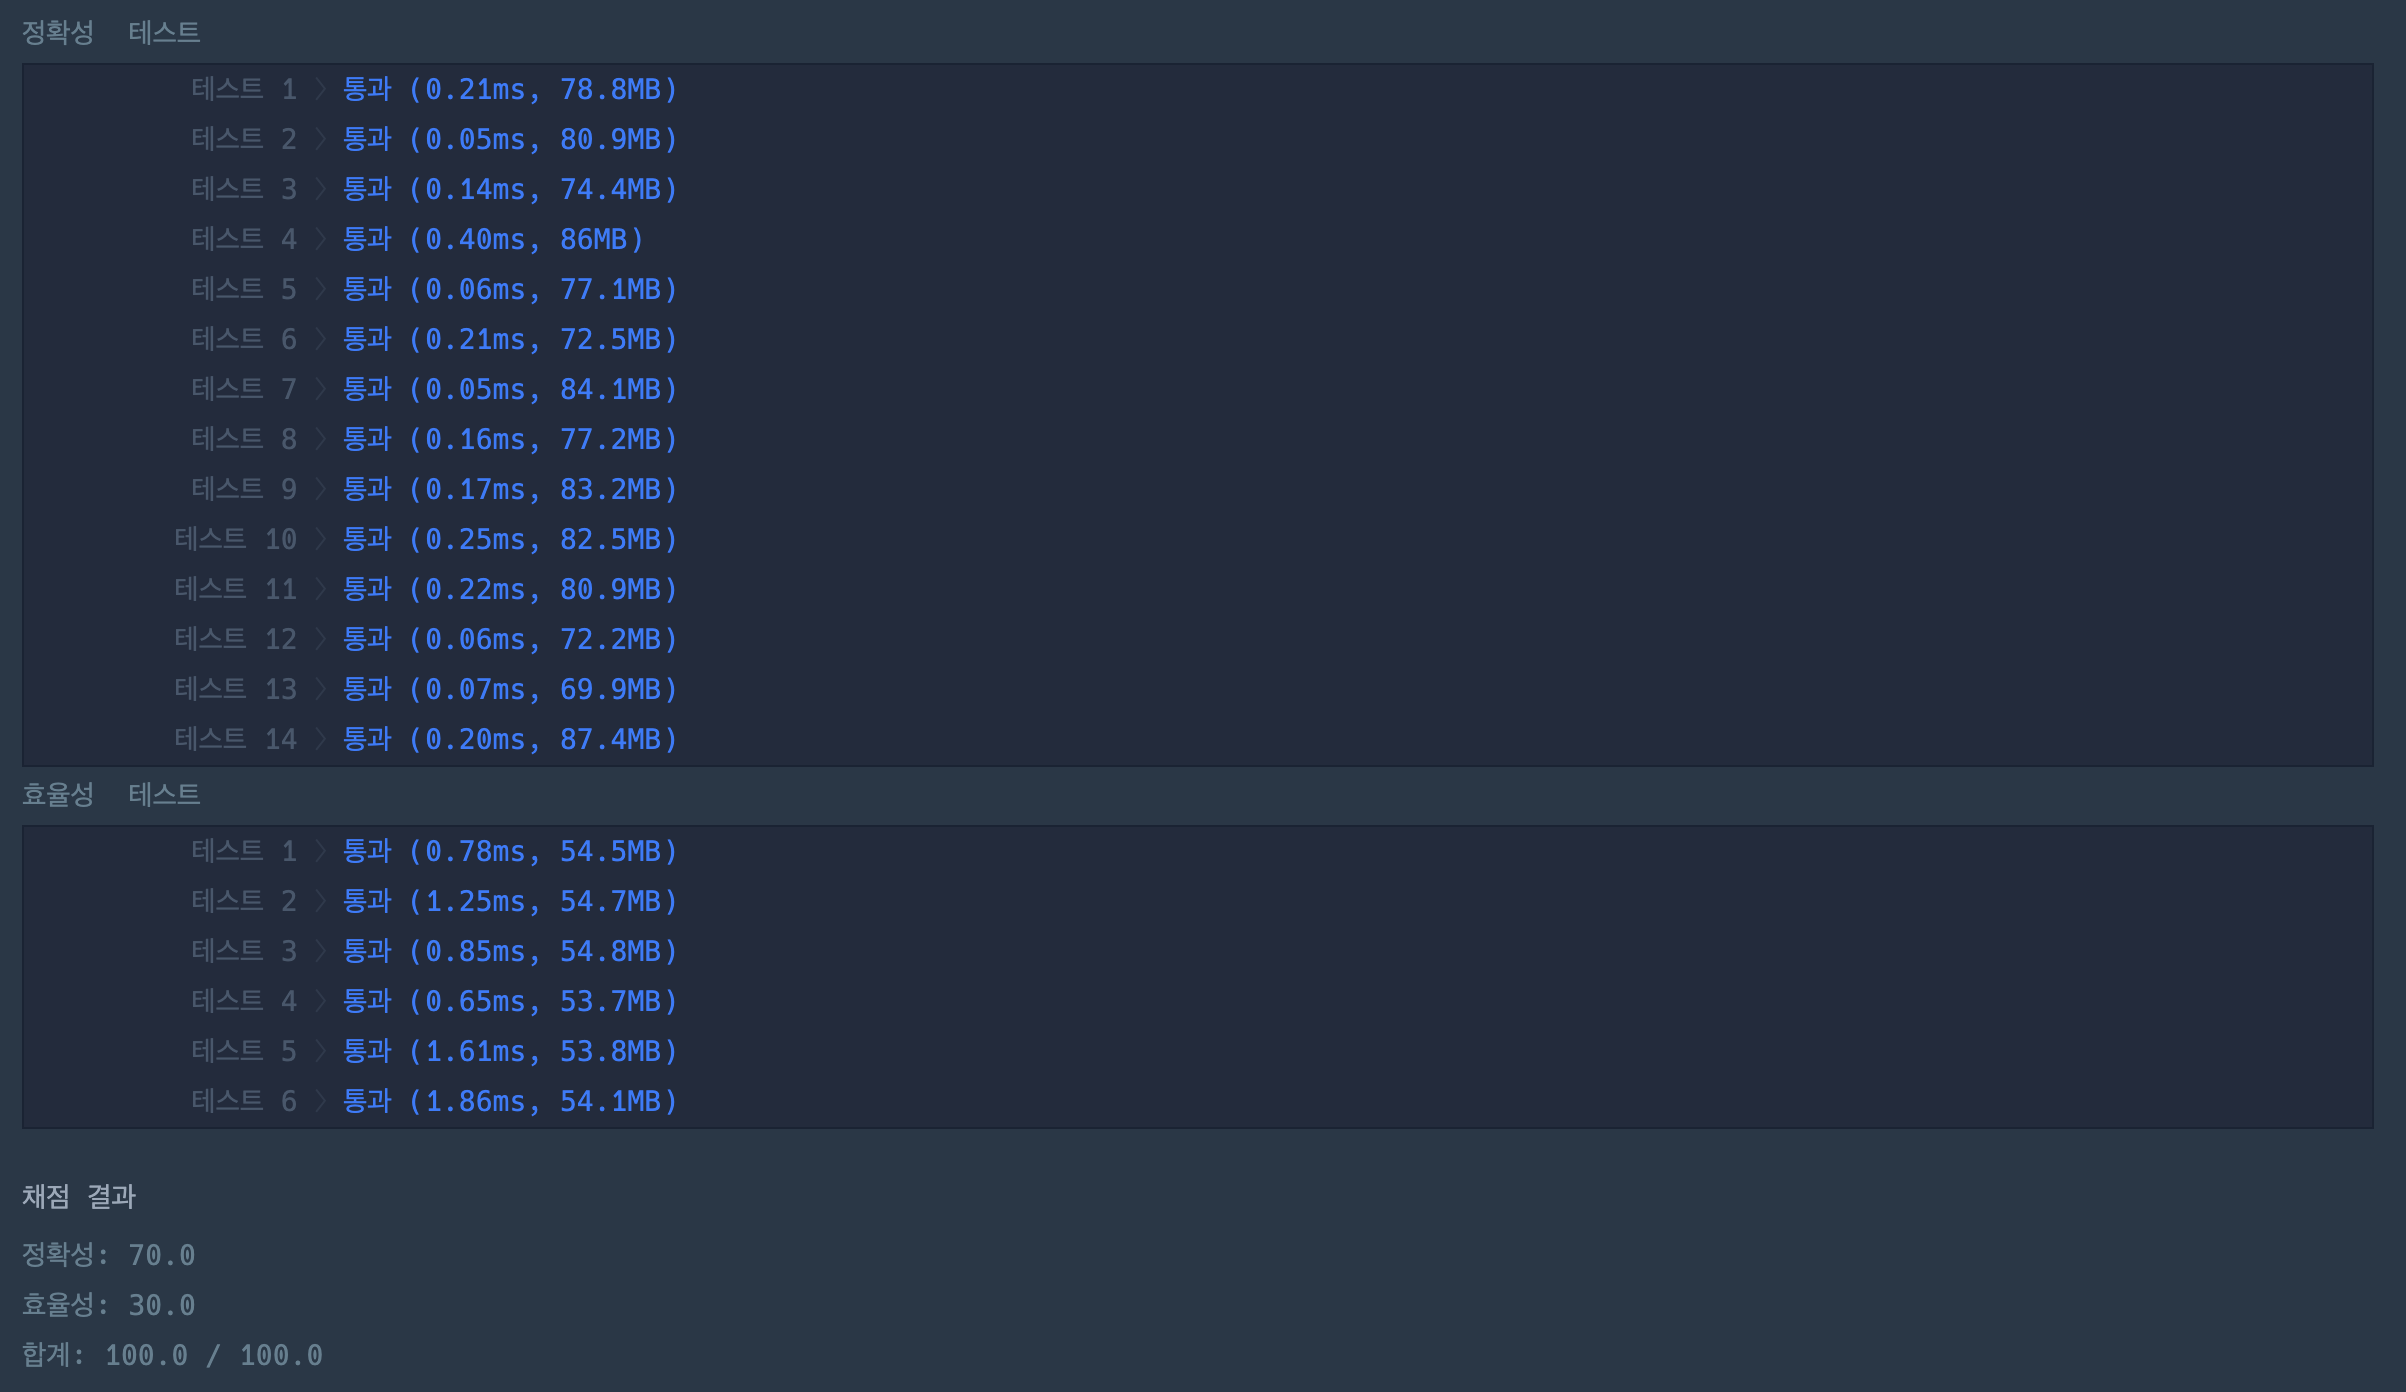 정확성  테스트
테스트 1 〉 통과 (0.21ms, 78.8MB)
테스트 2 〉 통과 (0.05ms, 80.9MB)
테스트 3 〉 통과 (0.14ms, 74.4MB)
테스트 4 〉 통과 (0.40ms, 86MB)
테스트 5 〉 통과 (0.06ms, 77.1MB)
테스트 6 〉 통과 (0.21ms, 72.5MB)
테스트 7 〉 통과 (0.05ms, 84.1MB)
테스트 8 〉 통과 (0.16ms, 77.2MB)
테스트 9 〉 통과 (0.17ms, 83.2MB)
테스트 10 〉 통과 (0.25ms, 82.5MB)
테스트 11 〉 통과 (0.22ms, 80.9MB)
테스트 12 〉 통과 (0.06ms, 72.2MB)
테스트 13 〉 통과 (0.07ms, 69.9MB)
테스트 14 〉 통과 (0.20ms, 87.4MB)
효율성  테스트
테스트 1 〉 통과 (0.78ms, 54.5MB)
테스트 2 〉 통과 (1.25ms, 54.7MB)
테스트 3 〉 통과 (0.85ms, 54.8MB)
테스트 4 〉 통과 (0.65ms, 53.7MB)
테스트 5 〉 통과 (1.61ms, 53.8MB)
테스트 6 〉 통과 (1.86ms, 54.1MB)
채점 결과
정확성: 70.0
효율성: 30.0
합계: 100.0 / 100.0